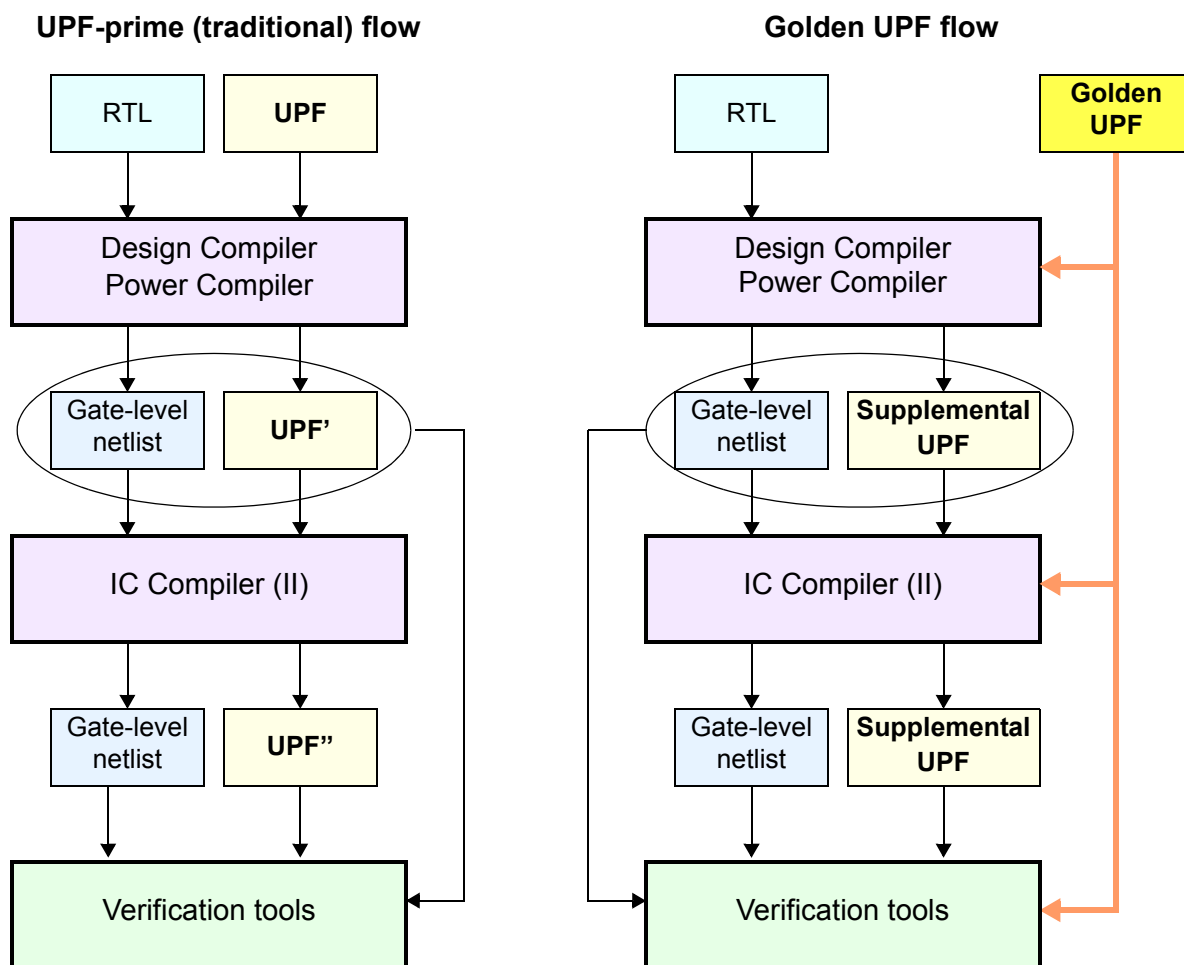 UPF-prime (traditional) flow
RTL
UPF
Design Compiler
Power Compiler
Gate-level
netlist
UPF’
IC Compiler (II)
Gate-level
netlist
UPF’’
Verification tools
Golden UPF flow
RTL
Golden
UPF
Design Compiler
Power Compiler
Gate-level
netlist
Supplemental
UPF
IC Compiler (II)
Gate-level
netlist
Supplemental
UPF
Verification tools